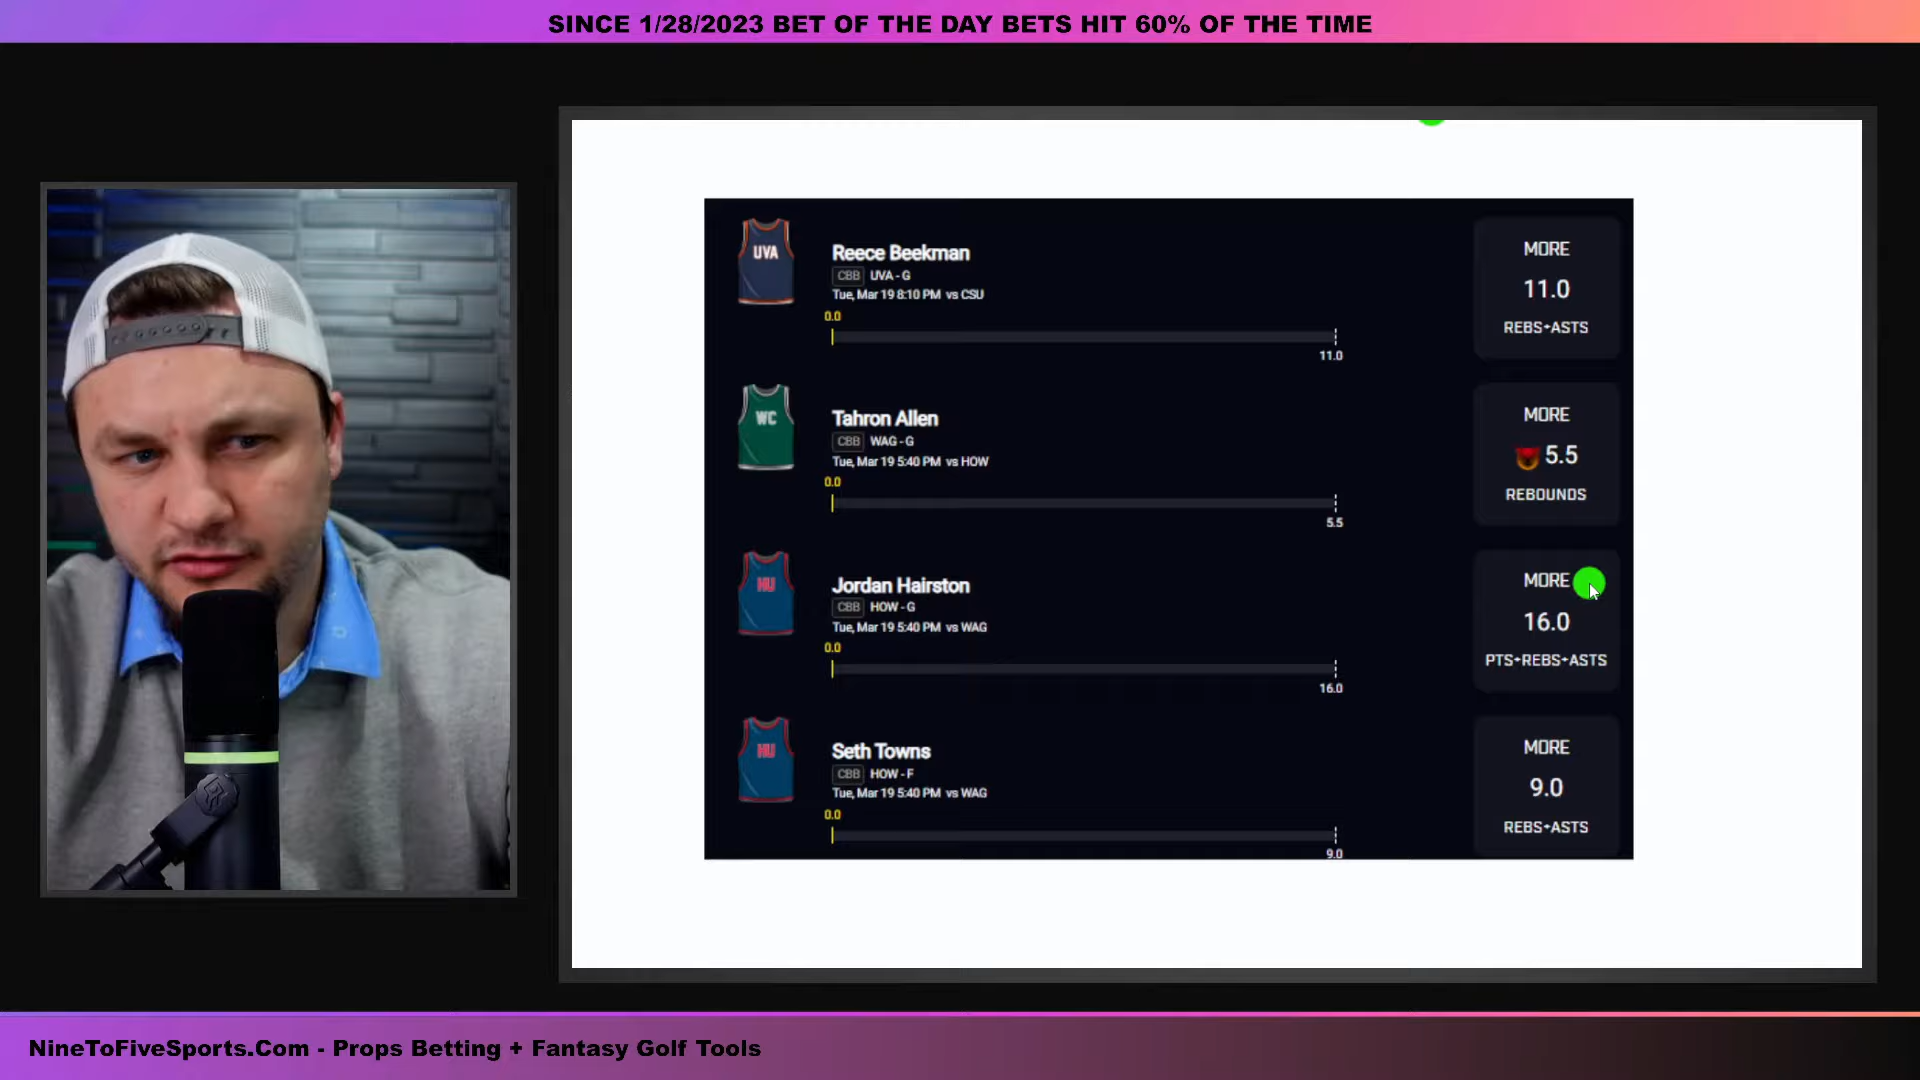 SINCE 1/28/2023 BET OF THE DAY BETS HIT 60% OF THE TIME
UVA
Reece Beekman
CBB UVA - G
Tue, Mar 19 8:10 PM vs CSU
0.0
11.0
MORE
11.0
REBS+ASTS
WC
Tahron Allen
CBB WAG - G
Tue, Mar 19 5:40 PM vs HOW
0.0
5.5
MORE
5.5
REBOUNDS
HU
Jordan Hairston
CBB HOW - G
Tue, Mar 19 5:40 PM vs WAG
0.0
16.0
MORE
16.0
PTS+REBS+ASTS
HU
Seth Towns
CBB HOW - F
Tue, Mar 19 5:40 PM vs WAG
0.0
9.0
MORE
9.0
REBS+ASTS
NineToFiveSports.Com - Props Betting + Fantasy Golf Tools